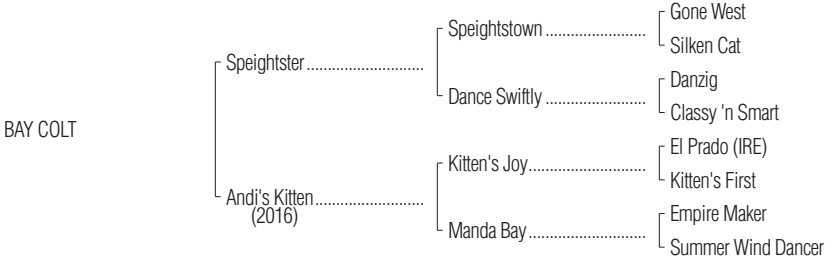 Gone West
Speightstown
Silken Cat
Speightster
Danzig
Dance Swiftly
Classy 'n Smart
BAY COLT
El Prado (IRE)
Kitten's Joy
Kitten's First
Andi's Kitten
(2016)
Empire Maker
Manda Bay
Summer Wind Dancer